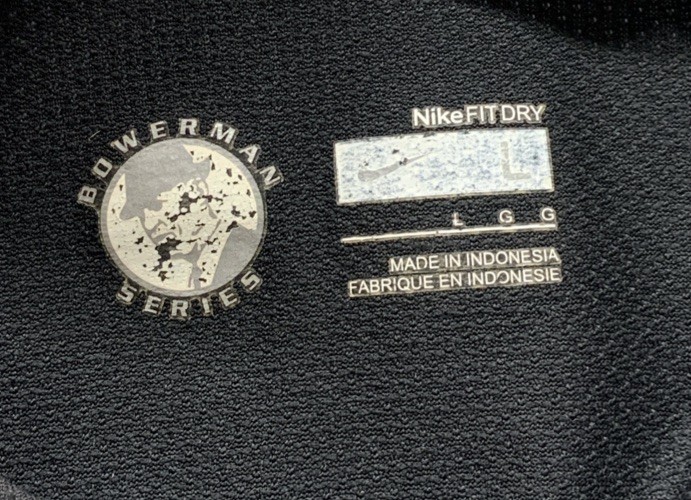 BOWERMAN
SERIES
NikeFITDRY
L
L G G
MADE IN INDONESIA
FABRIQUE EN INDONESIE